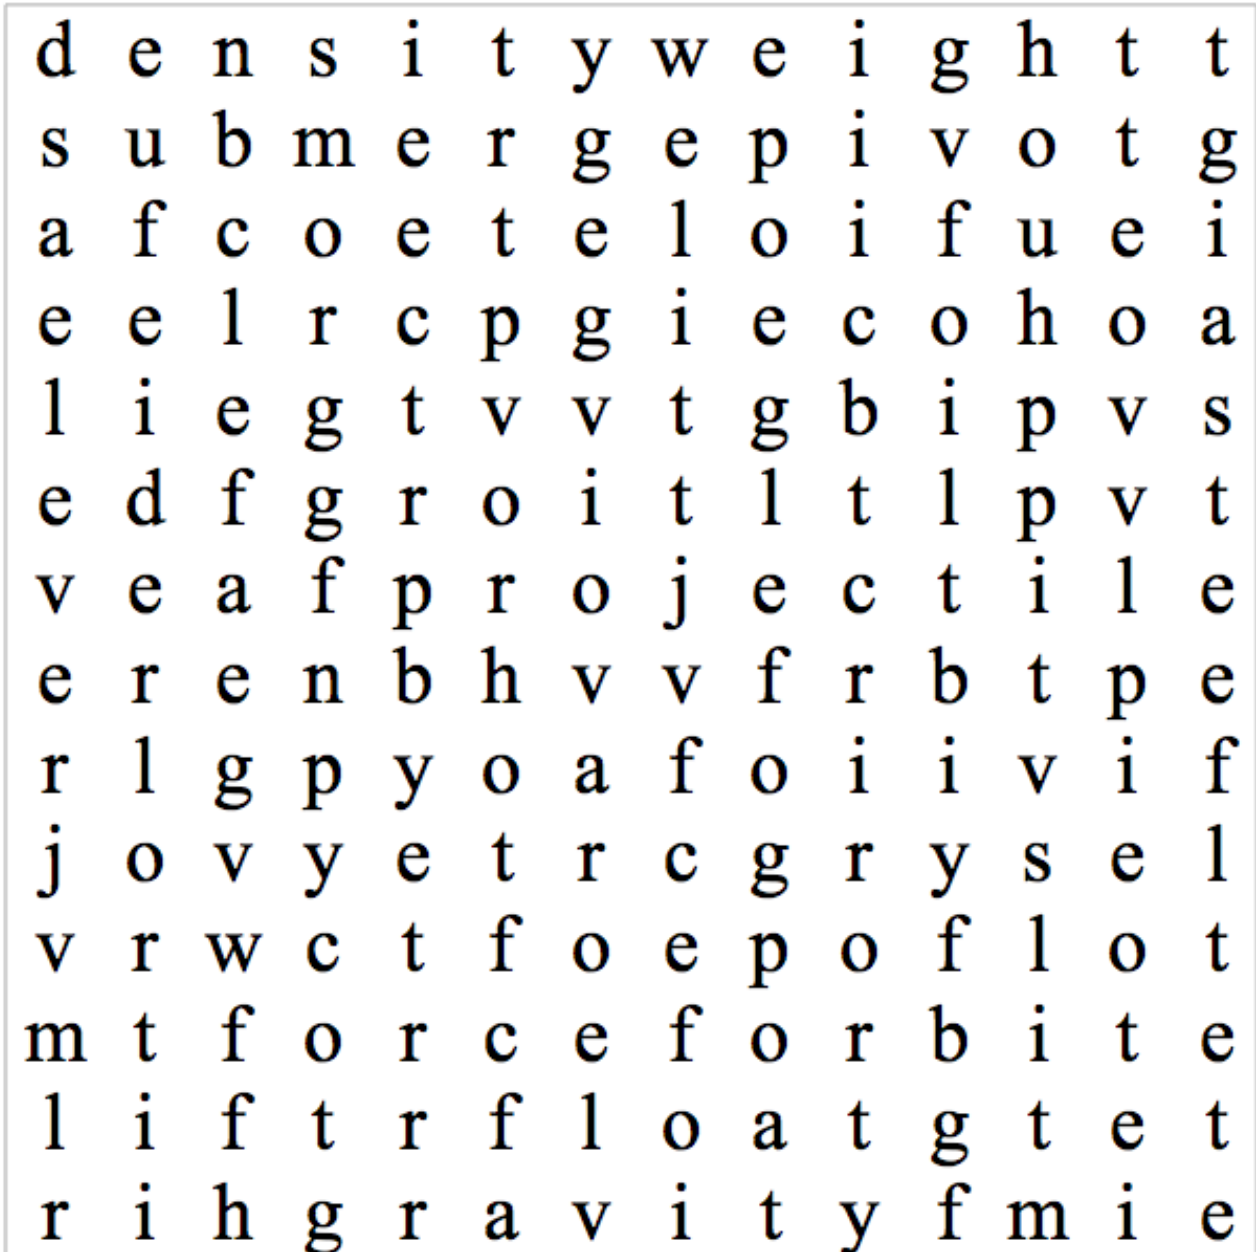 d e n s i t y w e i g h t t
s u b m e r g e p i v o t g
a f c o e t e l o i f u e i
e e l r c p g i e c o h o a
l i e g t v v t g b i p v s
e d f g r o i t l t l p v t
v e a f p r o j e c t i l e
e r e n b h v v f r b t p e
r l g p y o a f o i i v i f
j o v y e t r c g r y s e l
v r w c t f o e p o f l o t
m t f o r c e f o r b i t e
l i f t r f l o a t g t e t
r i h g r a v i t y f m i e